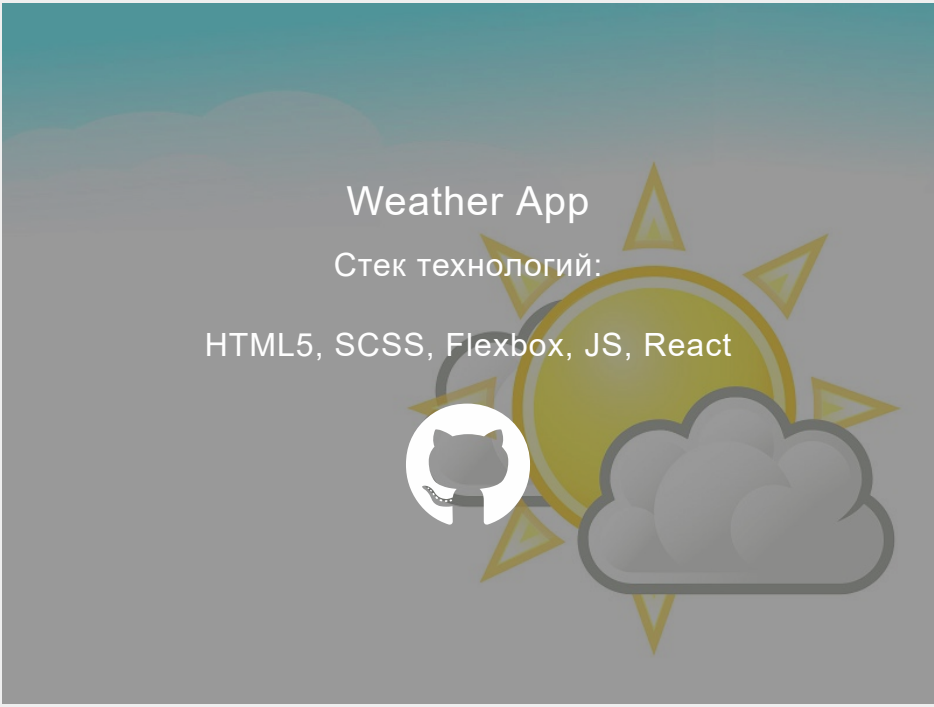 Weather App
Стек технологий:
HTML5, SCSS, Flexbox, JS, React